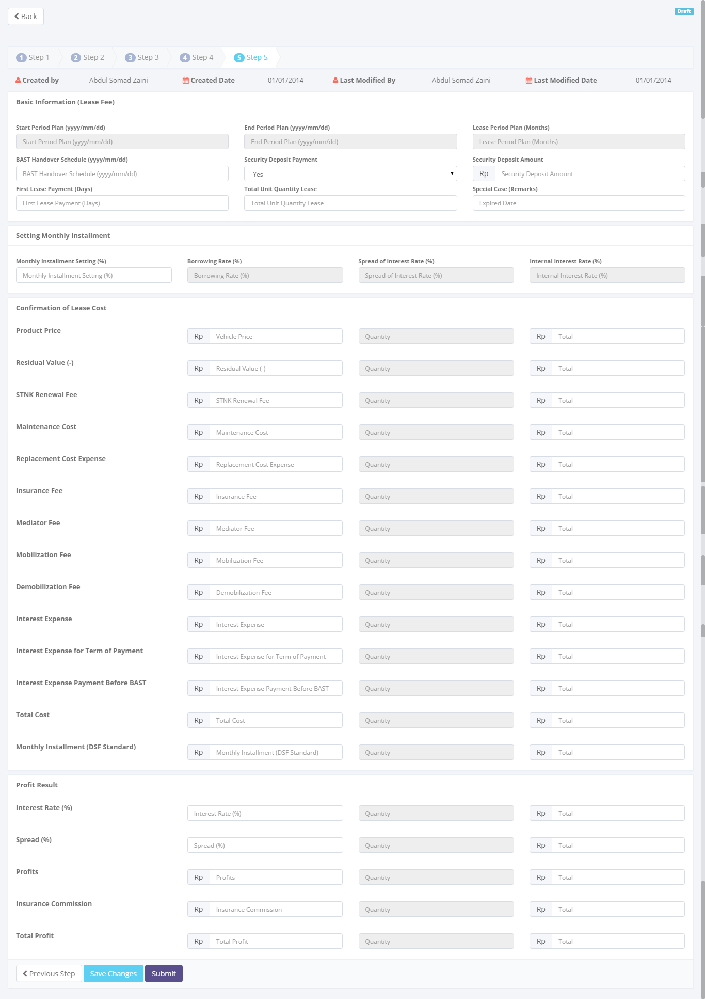 Back
Draft
1 Step 1 2 Step 2 3 Step 3 4 Step 4 5 Step 5
Created by Abdul Somad Zaini Created Date 01/01/2014 Last Modified By Abdul Somad Zaini Last Modified Date 01/01/2014
Basic Information (Lease Fee)
Start Period Plan (yyyy/mm/dd) End Period Plan (yyyy/mm/dd) Lease Period Plan (Months)
Start Period Plan (yyyy/mm/dd) End Period Plan (yyyy/mm/dd) Lease Period Plan (Months)
BAST Handover Schedule (yyyy/mm/dd) Security Deposit Payment Security Deposit Amount
BAST Handover Schedule (yyyy/mm/dd) Yes Rp Security Deposit Amount
First Lease Payment (Days) Total Unit Quantity Lease Special Case (Remarks)
First Lease Payment (Days) Total Unit Quantity Lease Expired Date
Setting Monthly Installment
Monthly Installment Setting (%) Borrowing Rate (%) Spread of Interest Rate (%) Internal Interest Rate (%)
Monthly Installment Setting (%) Borrowing Rate (%) Spread of Interest Rate (%) Internal Interest Rate (%)
Confirmation of Lease Cost
Product Price Rp Vehicle Price Quantity Rp Total
Residual Value (-) Rp Residual Value (-) Quantity Rp Total
STNK Renewal Fee Rp STNK Renewal Fee Quantity Rp Total
Maintenance Cost Rp Maintenance Cost Quantity Rp Total
Replacement Cost Expense Rp Replacement Cost Expense Quantity Rp Total
Insurance Fee Rp Insurance Fee Quantity Rp Total
Mediator Fee Rp Mediator Fee Quantity Rp Total
Mobilization Fee Rp Mobilization Fee Quantity Rp Total
Demobilization Fee Rp Demobilization Fee Quantity Rp Total
Interest Expense Rp Interest Expense Quantity Rp Total
Interest Expense for Term of Payment Rp Interest Expense for Term of Payment Quantity Rp Total
Interest Expense Payment Before BAST Rp Interest Expense Payment Before BAST Quantity Rp Total
Total Cost Rp Total Cost Quantity Rp Total
Monthly Installment (DSF Standard) Rp Monthly Installment (DSF Standard) Quantity Rp Total
Profit Result
Interest Rate (%) Interest Rate (%) Quantity Rp Total
Spread (%) Spread (%) Quantity Rp Total
Profits Rp Profits Quantity Rp Total
Insurance Commission Rp Insurance Commission Quantity Rp Total
Total Profit Rp Total Profit Quantity Rp Total
Previous Step Save Changes Submit